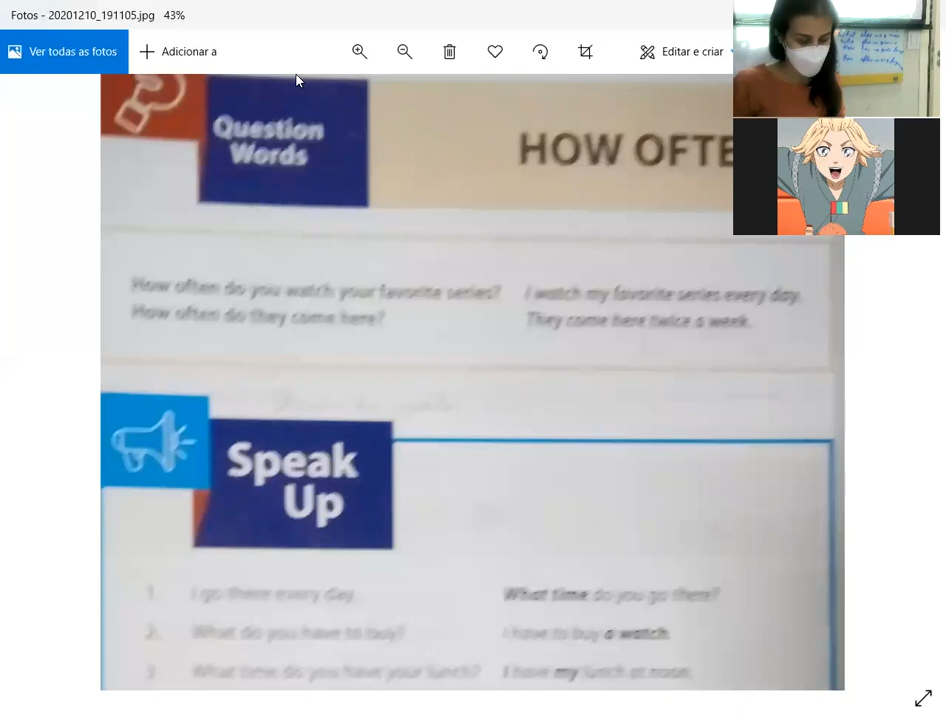 Fotos - 20201210_191105.jpg 43%
Ver todas as fotos
Adicionar a
Editar e criar
Question
Words
HOW OFTE
How often do you watch your favorite series? I watch my favorite series every day.
How often do they come here? They come here twice a week.
Speak
Up
1. I go there every day. What time do you go there?
2. What do you have to buy? I have to buy a watch.
3. What time do you have your lunch? I have my lunch at noon.